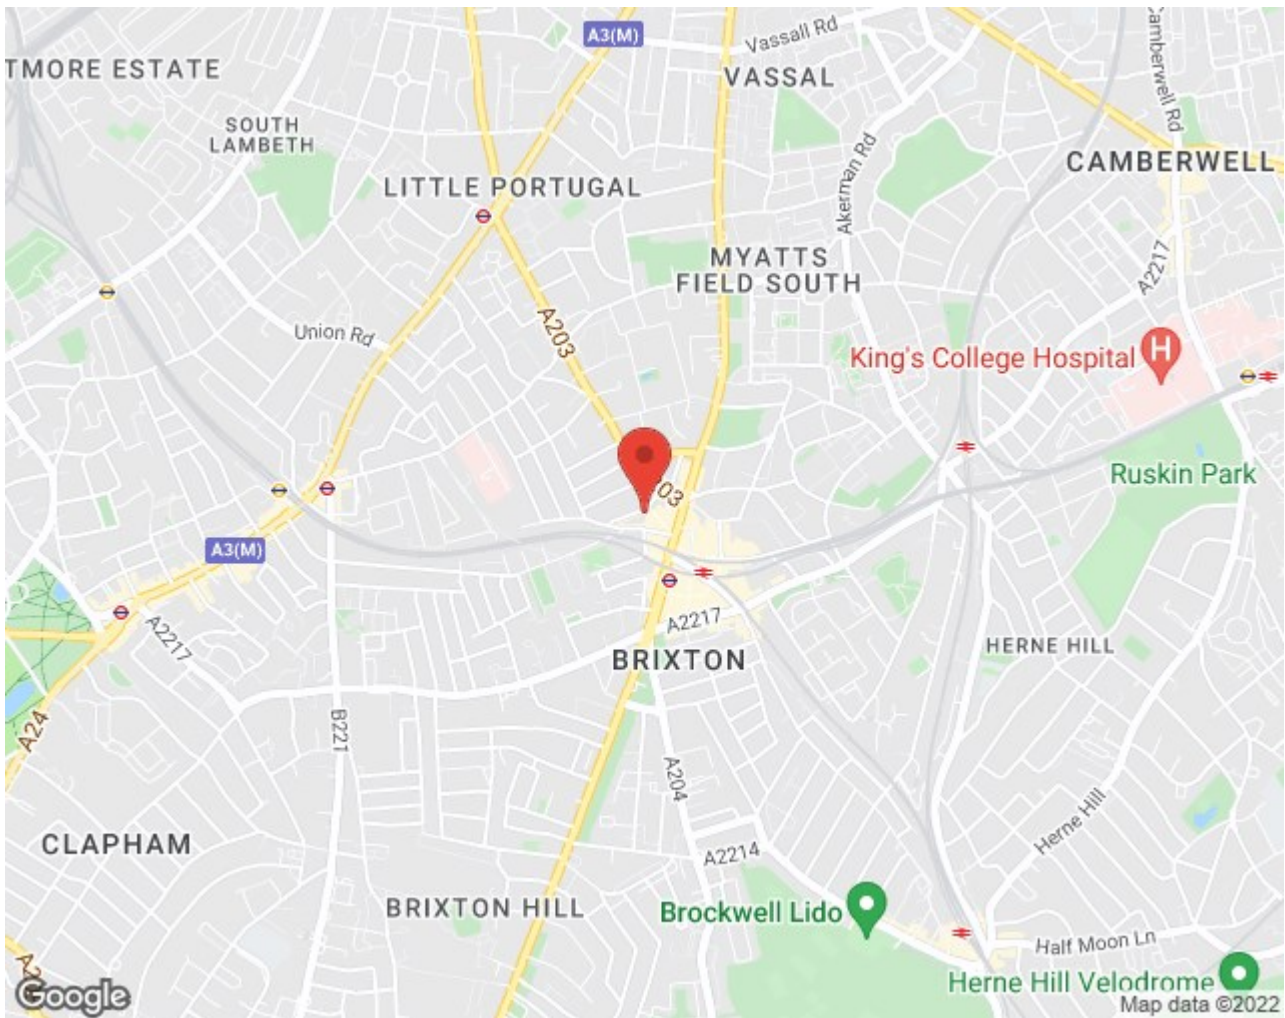 A3(M)
Vassall Rd
Camberwell Rd
TMORE ESTATE
VASSAL
SOUTH
LAMBETH
CAMBERWELL
LITTLE PORTUGAL
Akerman Rd
MYATTS
FIELD SOUTH
A2217
Union Rd
A203
King's College Hospital
H
Ruskin Park
03
A3(M)
A2217
A2217
HERNE HILL
BRIXTON
A24
B221
A204
Herne Hill
CLAPHAM
A2214
BRIXTON HILL
Brockwell Lido
Half Moon Ln
Herne Hill Velodrome
Google
Map data ©2022